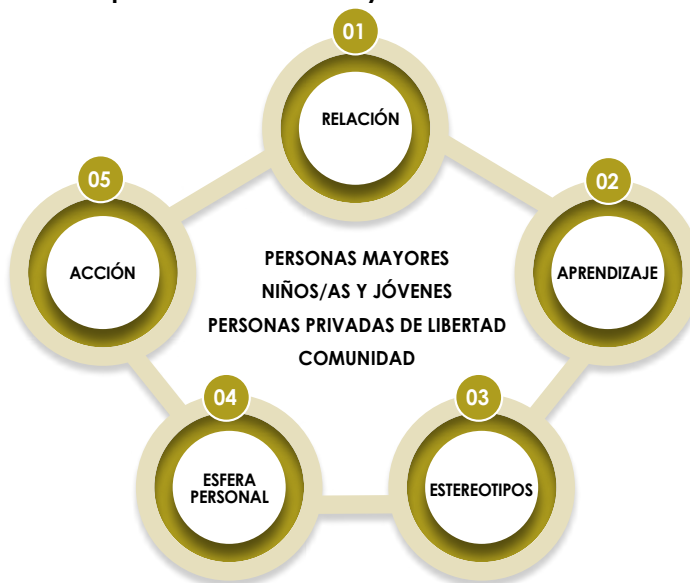 01
RELACIÓN
02
APRENDIZAJE
03
ESTEREOTIPOS
04
ESFERA
PERSONAL
05
ACCIÓN
PERSONAS MAYORES
NIÑOS/AS Y JÓVENES
PERSONAS PRIVADAS DE LIBERTAD
COMUNIDAD